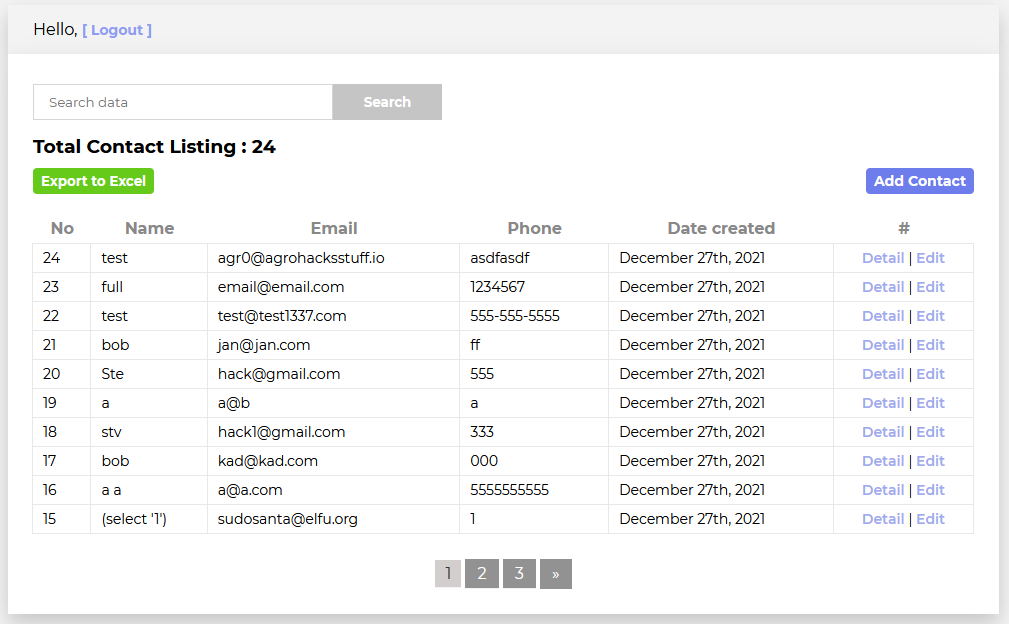 Hello, [ Logout ]
Search data Search
Total Contact Listing : 24
Export to Excel Add Contact
No Name Email Phone Date created #
24 test agr0@agrohacksstuff.io asdfasdf December 27th, 2021 Detail | Edit
23 full email@email.com 1234567 December 27th, 2021 Detail | Edit
22 test test@test1337.com 555-555-5555 December 27th, 2021 Detail | Edit
21 bob jan@jan.com ff December 27th, 2021 Detail | Edit
20 Ste hack@gmail.com 555 December 27th, 2021 Detail | Edit
19 a a@b a December 27th, 2021 Detail | Edit
18 stv hack1@gmail.com 333 December 27th, 2021 Detail | Edit
17 bob kad@kad.com 000 December 27th, 2021 Detail | Edit
16 a a a@a.com 5555555555 December 27th, 2021 Detail | Edit
15 (select '1') sudosanta@elfu.org 1 December 27th, 2021 Detail | Edit
1 2 3 »